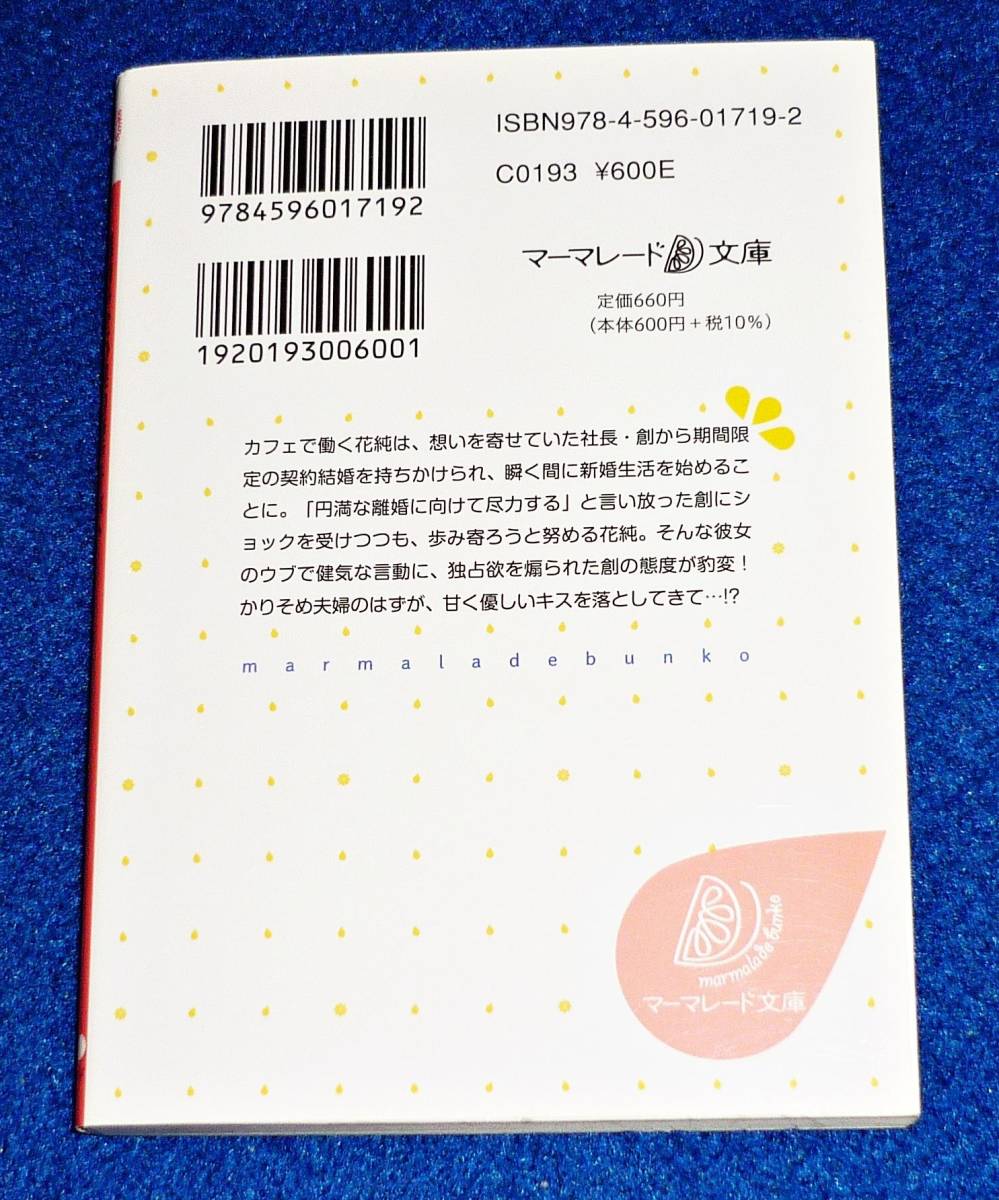 ISBN978-4-596-01719-2
C0193 ¥600E
9784596017192
マーマレード文庫
定価660円
(本体600円+税10%)
1920193006001
カフェで働く花純は、想いを寄せていた社長・創から期間限
定の契約結婚を持ちかけられ、瞬く間に新婚生活を始めるこ
とに。「円満な離婚に向けて尽力する」と言い放った創にショ
ョックを受けつつも、歩み寄ろうと努める花純。そんな彼女
のウブで健気な言動に、独占欲を煽られた創の態度が豹変！
かりそめ夫婦のはずが、甘く優しいキスを落としてきて…!?
marmaladebunko
marmalade bunko
マーマレード文庫